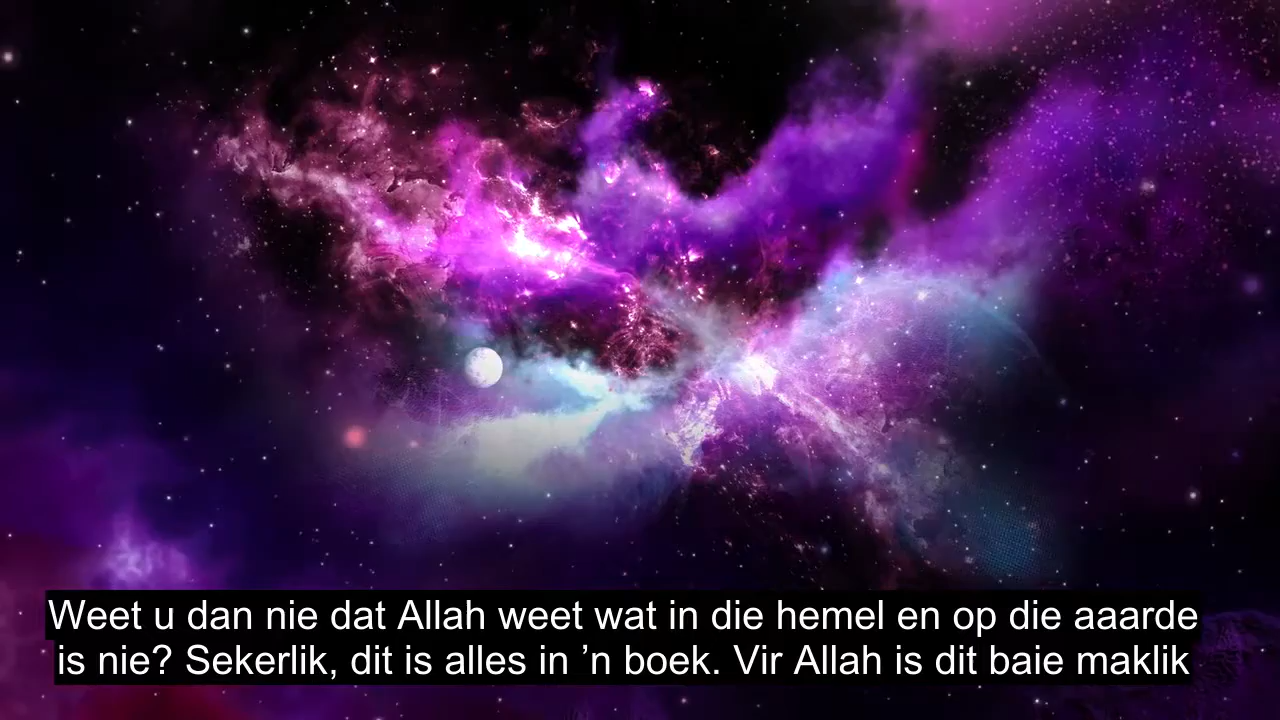 Weet u dan nie dat Allah weet wat in die hemel en op die aaarde
is nie? Sekerlik, dit is alles in ’n boek. Vir Allah is dit baie maklik